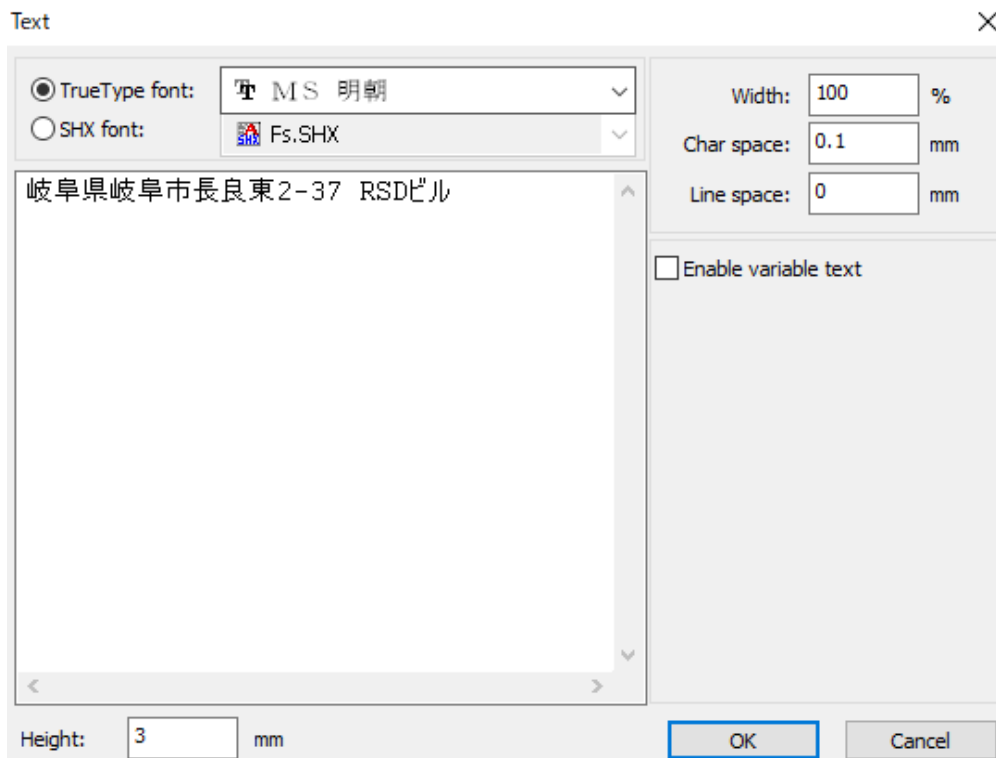 Text
TrueType font: ＭＳ 明朝
SHX font: Fs.SHX
Width: 100 %
Char space: 0.1 mm
Line space: 0 mm
岐阜県岐阜市長良東2-37 RSDビル
Enable variable text
Height: 3 mm
OK Cancel